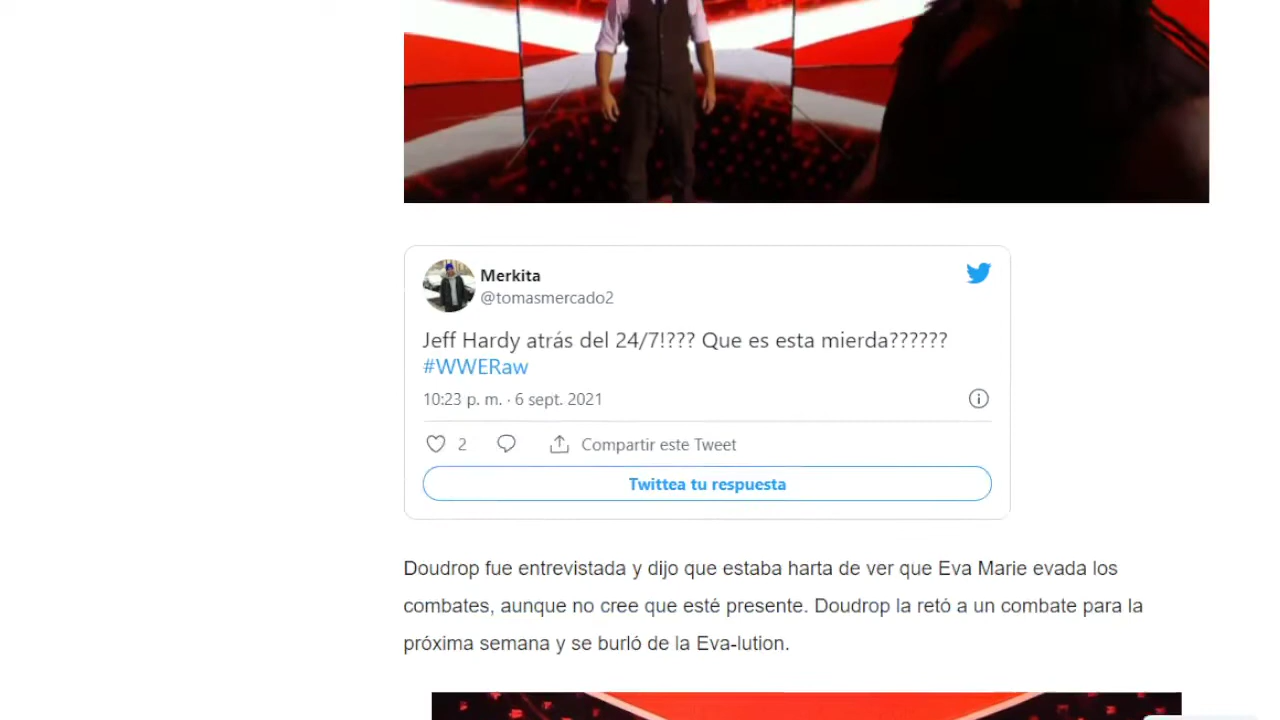 Merkita
@tomasmercado2
Jeff Hardy atrás del 24/7!??? Que es esta mierda??????
#WWERaw
10:23 p. m. · 6 sept. 2021
2
Compartir este Tweet
Twittea tu respuesta
Doudrop fue entrevistada y dijo que estaba harta de ver que Eva Marie evada los
combates, aunque no cree que esté presente. Doudrop la retó a un combate para la
próxima semana y se burló de la Eva-lution.